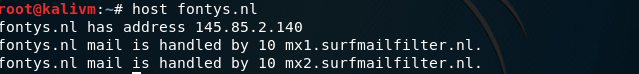 root@kalivm:~# host fontys.nl
fontys.nl has address 145.85.2.140
fontys.nl mail is handled by 10 mx1.surfmailfilter.nl.
fontys.nl mail is handled by 10 mx2.surfmailfilter.nl.